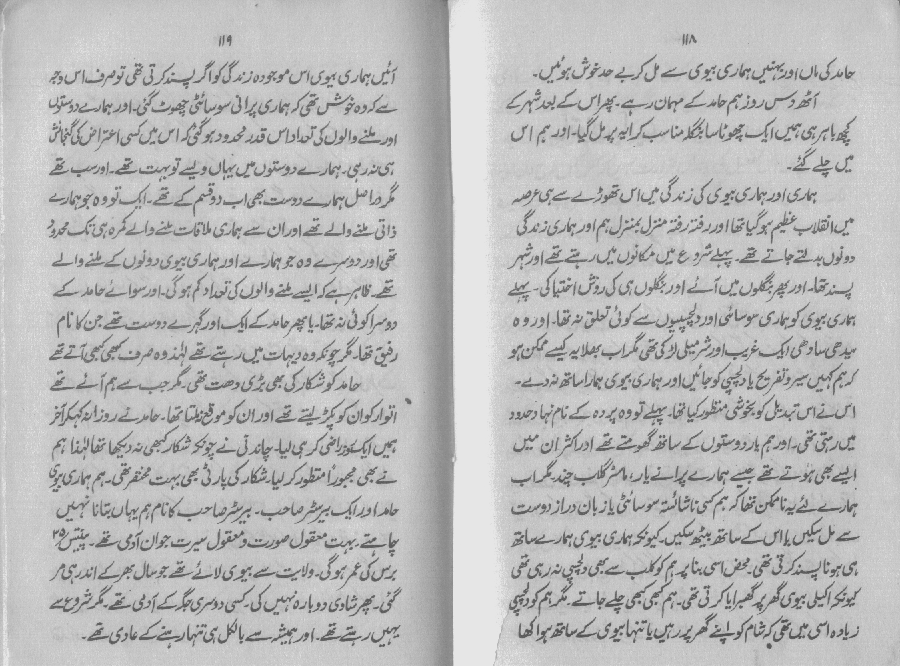 ۱۱۸
حامد کی ماں اور بہنیں ہماری بیوی سے مل کر بے حد خوش ہوئیں۔
آٹھ دس روز ہم حامد کے مہمان رہے۔ پھر اس کے بعد شہر کے
کچھ باہر ہی ہمیں ایک چھوٹا سا بنگلہ مناسب کرایہ پر مل گیا۔ اور ہم اس
میں چلے گئے۔
ہماری اور ہماری بیوی کی زندگی میں اس تھوڑے سے ہی عرصہ
میں انقلاب عظیم ہو گیا تھا اور رفتہ رفتہ منزل بمنزل ہم اور ہماری زندگی
دونوں بدلتے جاتے تھے۔ پہلے شروع میں مکانوں میں رہتے تھے اور شہر
پسند تھا۔ اور پھر بنگلوں میں آئے اور بنگلوں ہی کی روش اختیار کی۔ پہلے
ہماری بیوی کو ہماری سوسائٹی اور دلچسپیوں سے کوئی تعلق نہ تھا۔ اور وہ
سیدھی سادھی ایک غریب اور شرمیلی لڑکی تھی مگر اب بھلا یہ کیسے ممکن ہو
کہ ہم کہیں سیر و تفریح یا دلچسپی کو جائیں اور ہماری بیوی ہمارا ساتھ نہ دے۔
اس نے اس تبدیل کو بخوشی منظور کیا تھا۔ پہلے تو وہ پردہ کے نام نہاد حدود
میں رہتی تھی۔ اور ہم یار دوستوں کے ساتھ گھومتے تھے اور اکثر ان میں
ایسے بھی ہوتے تھے جیسے ہمارے پرانے یار، ماسٹر گلاب چند، مگر اب
ہمارے لئے یہ ناممکن تھا کہ ہم کسی ناشائستہ سوسائٹی یا زبان دراز دوست
سے مل سکیں یا اس کے ساتھ بیٹھ سکیں۔ کیونکہ ہماری بیوی ہمارے ساتھ
ہی ہونا پسند کرتی تھی۔ محض اسی بنا پر ہم کو کلب سے بھی دلچسپی نہ رہی تھی
کیونکہ اکیلی بیوی گھر پر گھبرایا کرتی تھی۔ ہم کبھی کبھی چلے جاتے۔ مگر ہم کو دلچسپی
زیادہ اسی میں تھی کہ شام کو اپنے گھر پر رہیں یا تنہا بیوی کے ساتھ ہوا کھا
۱۱۹
آئیں ہماری بیوی اس موجودہ زندگی کو اگر پسند کرتی تھی تو صرف اس وجہ
سے کہ وہ خوش تھی کہ ہماری پرانی سوسائٹی چھوٹ گئی۔ اور ہمارے دوستوں
اور ملنے والوں کی تعداد اس قدر محدود ہو گئی کہ اس میں کسی اعتراض کی گنجائش
ہی نہ رہی۔ ہمارے دوستوں میں یہاں ویسے تو بہت تھے۔ اور سب تھے
مگر دراصل ہمارے دوست بھی اب دو قسم کے تھے۔ ایک تو وہ جو ہمارے
ذاتی ملنے والے تھے اور ان سے ہماری ملاقات ملنے والے کمرہ ہی تک محدود
تھی اور دوسرے وہ جو ہمارے اور ہماری بیوی دونوں کے ملنے والے
تھے۔ ظاہر ہے کہ ایسے ملنے والوں کی تعداد کم ہو گی۔ اور سوائے حامد کے
دوسرا کوئی نہ تھا۔ یا پھر حامد کے ایک اور گہرے دوست تھے جن کا نام
رفیق تھا۔ مگر چونکہ وہ دیہات میں رہتے تھے لہٰذا وہ صرف کبھی کبھی آتے تھے
حامد کو شکار کی بھی بڑی دھت تھی۔ مگر جب سے ہم آئے تھے
اتوار کو ان کو پکڑ لیتے تھے اور ان کو موقع نہ ملتا تھا۔ حامد نے روزانہ کہکر آخر
ہمیں ایک روز راضی کر ہی لیا۔ چاندنی نے چونکہ شکار کبھی نہ دیکھا تھا لہٰذا ہم
نے بھی مجبوراً منظور کر لیا۔ شکار کی پارٹی بھی بہت مختصر تھی۔ ہم ہماری بیوی
حامد اور ایک بیرسٹر صاحب۔ بیرسٹر صاحب کا نام ہم یہاں بتانا نہیں
چاہتے۔ بہت معقول صورت و معقول سیرت جوان آدمی تھے۔ پینتیس ۳۵
برس کی عمر ہو گی۔ ولایت سے بیوی لائے تھے جو سال بھر کے اندر ہی مر
گئی۔ پھر شادی دوبارہ نہیں کی۔ کسی دوسری جگہ کے آدمی تھے۔ مگر شروع سے
یہیں رہتے تھے۔ اور ہمیشہ سے بالکل ہی تنہا رہنے کے عادی تھے۔